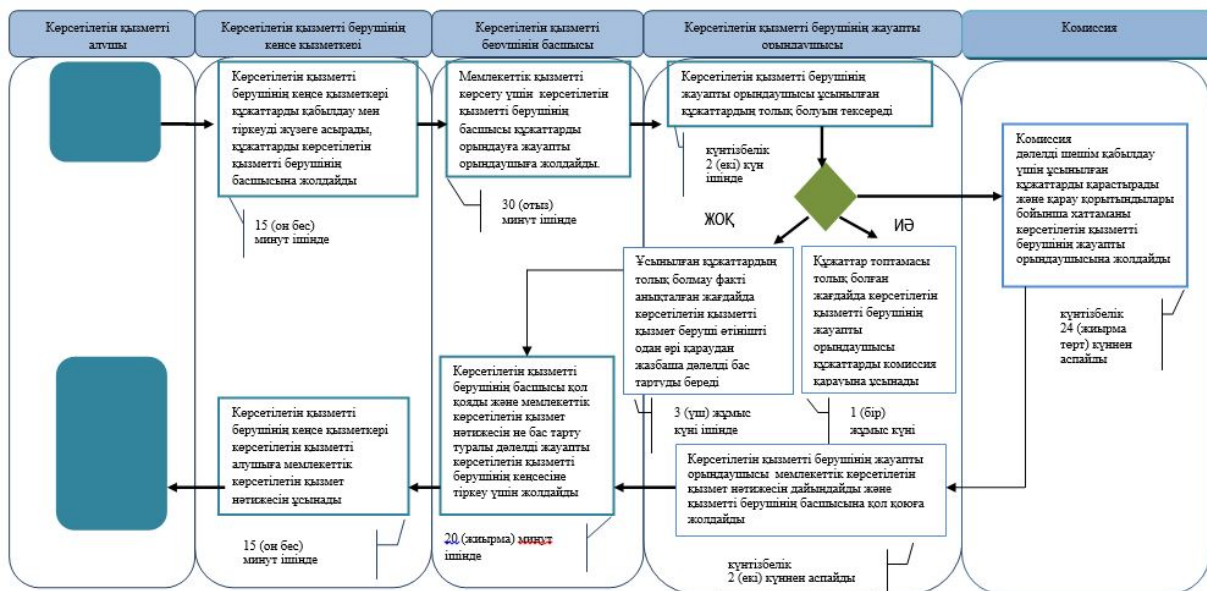 Көрсетілетін қызметті
алушы
Көрсетілетін қызметті берушінің
кеңсе қызметкері
Көрсетілетін қызметті
берушінің басшысы
Көрсетілетін қызметті берушінің жауапты
орындаушысы
Комиссия
Көрсетілетін қызметті
берушінің кеңсе қызметкері
құжаттарды қабылдау мен
тіркеуді жүзеге асырады,
құжаттарды көрсетілетін
қызметті берушінің
басшысына жолдайды
15 (он бес)
минут ішінде
Мемлекеттік қызметті
көрсету үшін көрсетілетін
қызметті берушінің
басшысы құжаттарды
орындауға жауапты
орындаушыға жолдайды.
30 (отыз)
минут ішінде
Көрсетілетін қызметті берушінің
жауапты орындаушысы ұсынылған
құжаттардың толық болуын тексереді
күнтізбелік
2 (екі) күн
ішінде
ЖОҚ
ИӘ
Комиссия
дәлелді шешім қабылдау
үшін ұсынылған
құжаттарды қарастырады
және қарау қорытындылары
бойынша хаттаманы
көрсетілетін қызметті
берушінің жауапты
орындаушысына жолдайды
күнтізбелік
24 (жиырма
төрт) күннен
аспайды
Ұсынылған құжаттардың
толық болмау факті
анықталған жағдайда
көрсетілетін қызметті
қызмет беруші өтінішті
одан әрі қараудан
жазбаша дәлелді бас
тартуды береді
3 (үш) жұмыс
күні ішінде
Құжаттар топтамасы
толық болған
жағдайда көрсетілетін
қызметті берушінің
жауапты
орындаушысы
құжаттарды комиссия
қарауына ұсынады
1 (бір)
жұмыс күні
Көрсетілетін қызметті берушінің жауапты
орындаушысы мемлекеттік көрсетілетін
қызмет нәтижесін дайындайды және
қызметті берушінің басшысына қол қоюға
жолдайды
күнтізбелік
2 (екі) күннен аспайды
Көрсетілетін қызметті
берушінің басшысы қол
қояды және мемлекеттік
көрсетілетін қызмет
нәтижесін не бас тарту
туралы дәлелді жауапты
көрсетілетін қызметті
берушінің кеңсесіне
тіркеу үшін жолдайды
20 (жиырма) минут
ішінде
Көрсетілетін қызметті
берушінің кеңсе қызметкері
көрсетілетін қызметті
алушыға мемлекеттік
көрсетілетін қызмет
нәтижесін ұсынады
15 (он бес)
минут ішінде